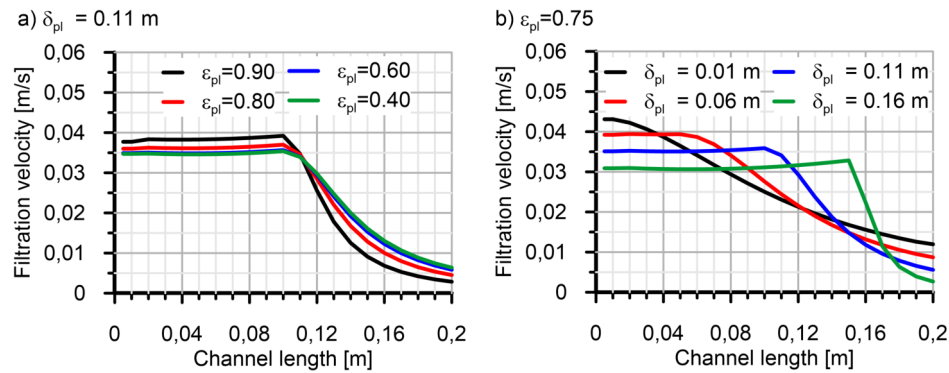 a) δpl = 0.11 m
Filtration velocity [m/s]
0,06
0,05
0,04
0,03
0,02
0,01
0
εpl=0.90
εpl=0.60
εpl=0.80
εpl=0.40
0 0,04 0,08 0,12 0,16 0,2
Channel length [m]
b) εpl=0.75
Filtration velocity [m/s]
0,06
0,05
0,04
0,03
0,02
0,01
0
δpl = 0.01 m
δpl = 0.11 m
δpl = 0.06 m
δpl = 0.16 m
0 0,04 0,08 0,12 0,16 0,2
Channel length [m]